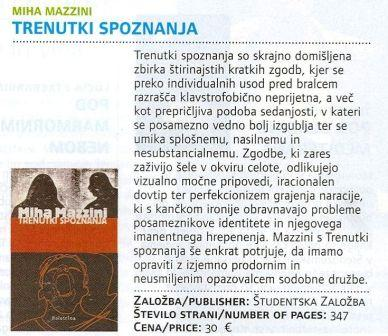 MIHA MAZZINI
TRENUTKI SPOZNANJA
Trenutki spoznanja so skrajno domišljena
zbirka štirinajstih kratkih zgodb, kjer se
preko individualnih usod pred bralcem
razrašča klavstrofobično neprijetna, a več
kot prepričljiva podoba sedanjosti, v kateri
se posamezno vedno bolj izgublja ter se
umika splošnemu, nasilnemu in
nesubstancialnemu. Zgodbe, ki zares
zaživijo šele v okviru celote, odlikujejo
vizualno močne pripovedi, iracionalen
dovtip ter perfekcionizem grajenja naracije,
ki s kančkom ironije obravnavajo probleme
posameznikove identitete in njegovega
imanentnega hrepenenja. Mazzini s Trenutki
spoznanja še enkrat potrjuje, da imamo
opraviti z izjemno prodornim in
neusmiljenim opazovalcem sodobne družbe.
Miha Mazzini
TRENUTKI SPOZNANJA
Beletrina
ZALOŽBA/PUBLISHER: ŠTUDENTSKA ZALOŽBA
ŠTEVILO STRANI/NUMBER OF PAGES: 347
CENA/PRICE: 30 €
POD
MARMORNIM
NEBOM